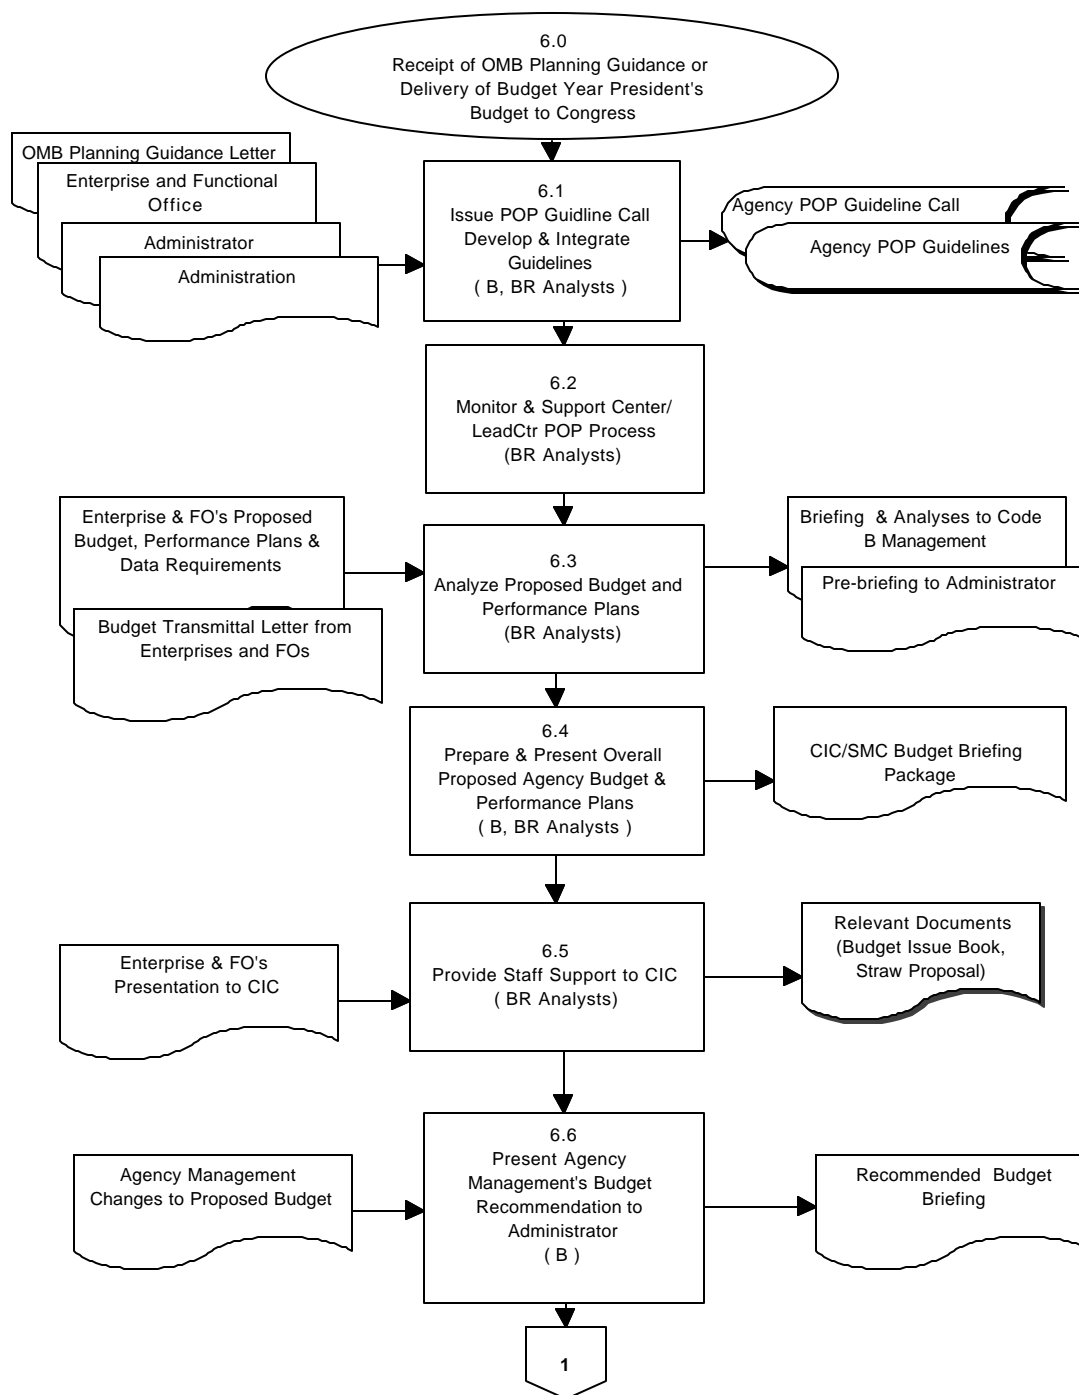 6.0
Receipt of OMB Planning Guidance or
Delivery of Budget Year President's
Budget to Congress
OMB Planning Guidance Letter
Enterprise and Functional
Office
Administrator
Administration
6.1
Issue POP Guidline Call
Develop & Integrate
Guidelines
( B, BR Analysts )
Agency POP Guideline Call
Agency POP Guidelines
6.2
Monitor & Support Center/
LeadCtr POP Process
(BR Analysts)
Enterprise & FO's Proposed
Budget, Performance Plans &
Data Requirements
Budget Transmittal Letter from
Enterprises and FOs
6.3
Analyze Proposed Budget and
Performance Plans
(BR Analysts)
Briefing & Analyses to Code
B Management
Pre-briefing to Administrator
6.4
Prepare & Present Overall
Proposed Agency Budget &
Performance Plans
( B, BR Analysts )
CIC/SMC Budget Briefing
Package
Enterprise & FO's
Presentation to CIC
6.5
Provide Staff Support to CIC
( BR Analysts)
Relevant Documents
(Budget Issue Book,
Straw Proposal)
Agency Management
Changes to Proposed Budget
6.6
Present Agency
Management's Budget
Recommendation to
Administrator
( B )
Recommended Budget
Briefing
1